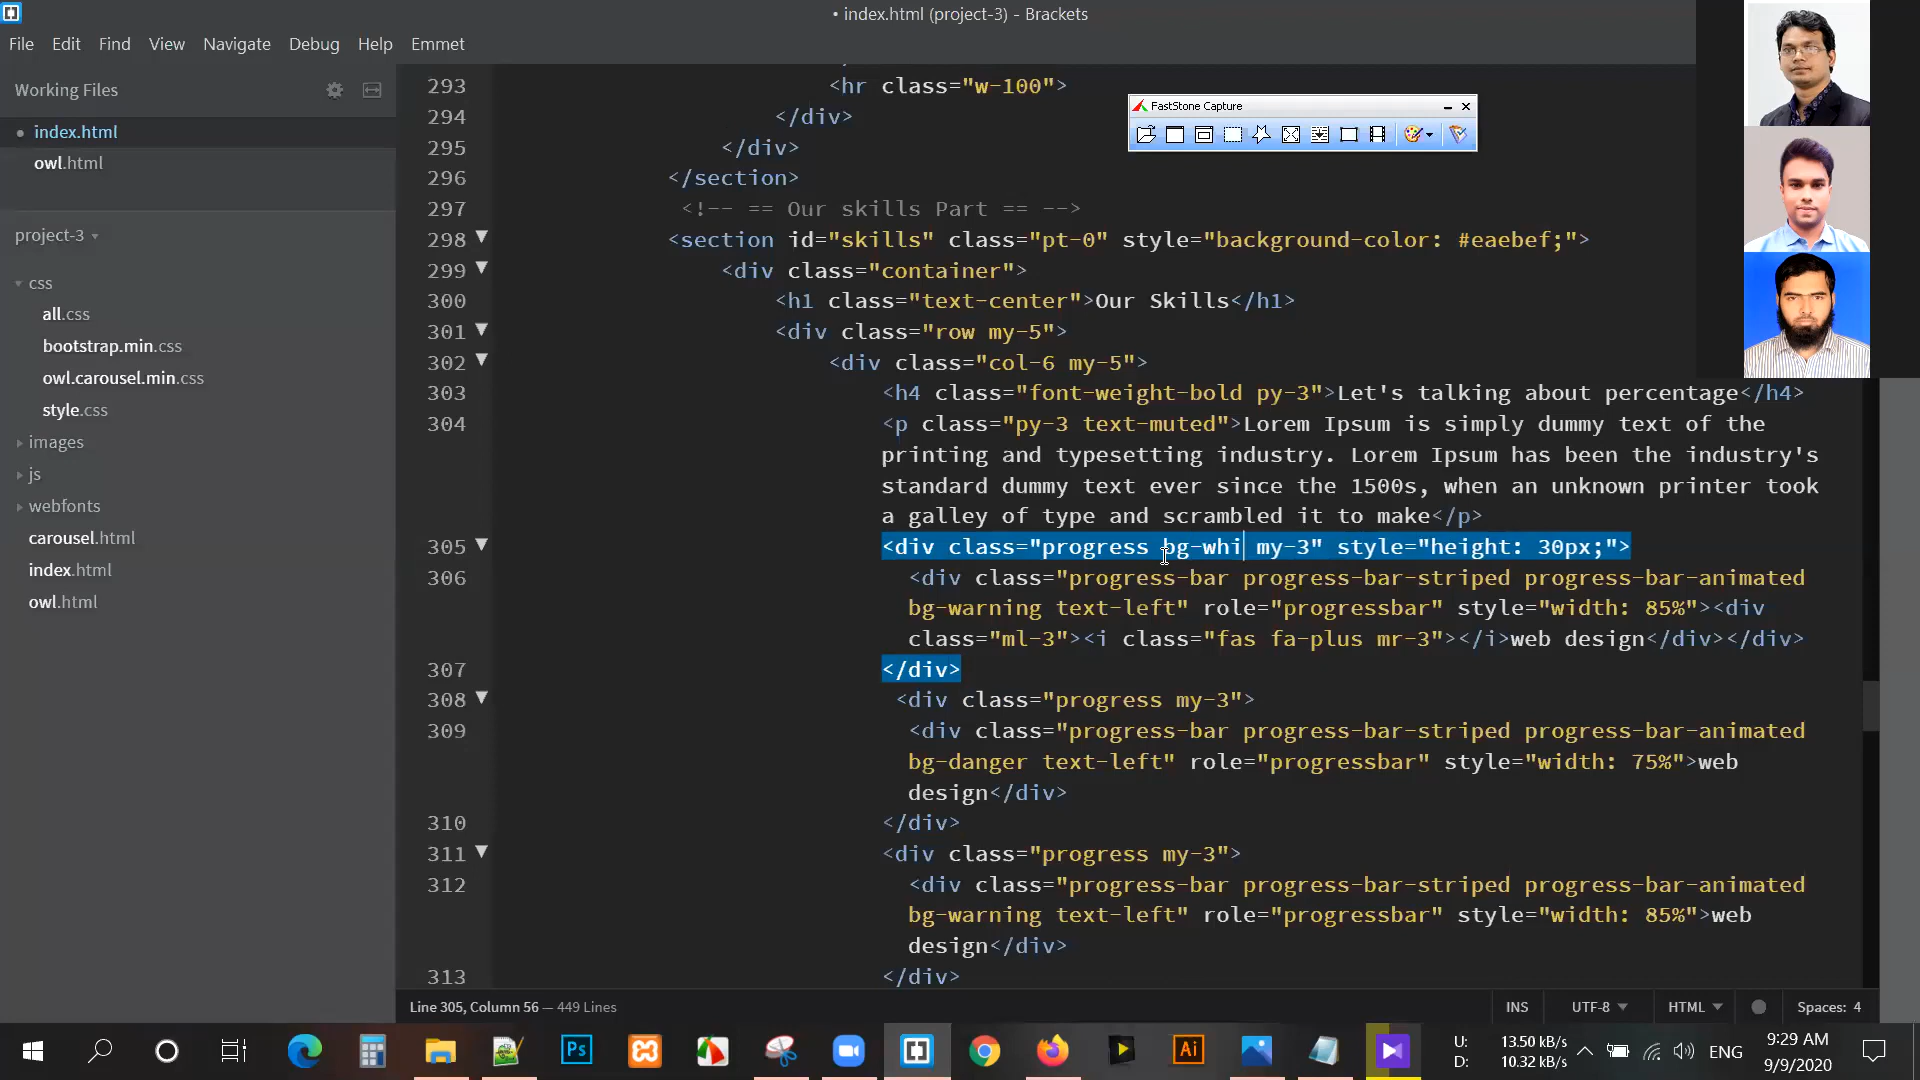 • index.html (project-3) - Brackets
File Edit Find View Navigate Debug Help Emmet
Working Files
index.html
owl.html
project-3
css
all.css
bootstrap.min.css
owl.carousel.min.css
style.css
images
js
webfonts
carousel.html
index.html
owl.html
FastStone Capture
293 <hr class="w-100">
294 </div>
295 </div>
296 </section>
297 <!-- == Our skills Part == -->
298 <section id="skills" class="pt-0" style="background-color: #eaebef;">
299 <div class="container">
300 <h1 class="text-center">Our Skills</h1>
301 <div class="row my-5">
302 <div class="col-6 my-5">
303 <h4 class="font-weight-bold py-3">Let's talking about percentage</h4>
304 <p class="py-3 text-muted">Lorem Ipsum is simply dummy text of the
printing and typesetting industry. Lorem Ipsum has been the industry's
standard dummy text ever since the 1500s, when an unknown printer took
a galley of type and scrambled it to make</p>
305 <div class="progress bg-whi my-3" style="height: 30px;">
306 <div class="progress-bar progress-bar-striped progress-bar-animated
bg-warning text-left" role="progressbar" style="width: 85%"><div
class="ml-3"><i class="fas fa-plus mr-3"></i>web design</div></div>
307 </div>
308 <div class="progress my-3">
309 <div class="progress-bar progress-bar-striped progress-bar-animated
bg-danger text-left" role="progressbar" style="width: 75%">web
design</div>
310 </div>
311 <div class="progress my-3">
312 <div class="progress-bar progress-bar-striped progress-bar-animated
bg-warning text-left" role="progressbar" style="width: 85%">web
design</div>
313 </div>
Line 305, Column 56 — 449 Lines
INS UTF-8 HTML Spaces: 4
Ps
Ai
U: 13.50 kB/s
D: 10.32 kB/s
ENG
9:29 AM
9/9/2020